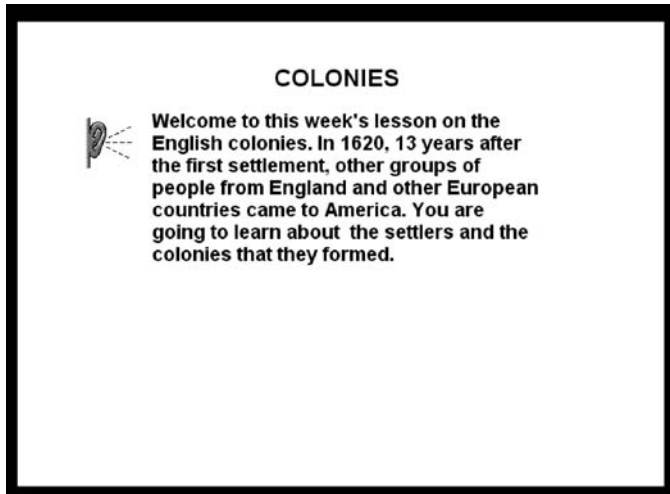 COLONIES
Welcome to this week's lesson on the
English colonies. In 1620, 13 years after
the first settlement, other groups of
people from England and other European
countries came to America. You are
going to learn about  the settlers and the
colonies that they formed.